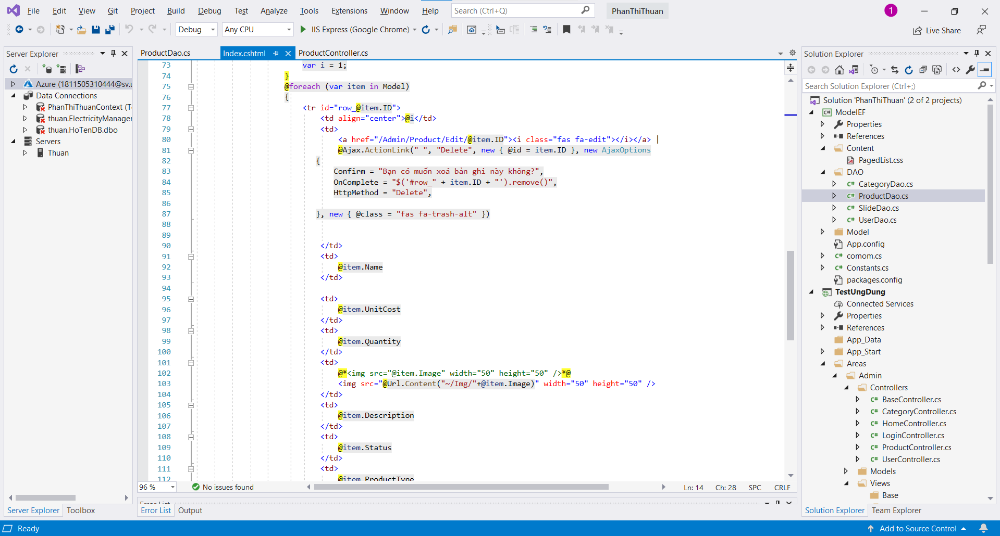 File Edit View Git Project Build Debug Test Analyze Tools Extensions Window Help Search (Ctrl+Q) PhanThiThuan 1
Debug Any CPU IIS Express (Google Chrome) Live Share
Server Explorer
Azure (1811505310444@sv.u
Data Connections
PhanThiThuanContext (T
thuan.ElectricityManager
thuan.HoTenDB.dbo
Servers
Thuan
Server Explorer Toolbox
ProductDao.cs Index.cshtml ProductController.cs
73 var i = 1;
74 }
75 @foreach (var item in Model)
76 {
77 <tr id="row_@item.ID">
78 <td align="center">@i</td>
79 <td>
80 <a href="/Admin/Product/Edit/@item.ID"><i class="fas fa-edit"></i></a> |
81 @Ajax.ActionLink(" ", "Delete", new { @id = item.ID }, new AjaxOptions
82 {
83 Confirm = "Bạn có muốn xoá bản ghi này không?",
84 OnComplete = "$('#row_" + item.ID + "').remove()",
85 HttpMethod = "Delete",
86
87 }, new { @class = "fas fa-trash-alt" })
88
89
90 </td>
91 <td>
92 @item.Name
93 </td>
94
95 <td>
96 @item.UnitCost
97 </td>
98 <td>
99 @item.Quantity
100 </td>
101 <td>
102 @*<img src="@item.Image" width="50" height="50" />*@
103 <img src="@Url.Content("~/Img/"+@item.Image)" width="50" height="50" />
104 </td>
105 <td>
106 @item.Description
107 </td>
108 <td>
109 @item.Status
110 </td>
111 <td>
112 @item.ProductType
96 % No issues found Ln: 14 Ch: 28 SPC CRLF
Error List
Error List Output
Solution Explorer
Search Solution Explorer (Ctrl+;)
Solution 'PhanThiThuan' (2 of 2 projects)
C# ModelEF
Properties
References
Content
PagedList.css
DAO
C# CategoryDao.cs
C# ProductDao.cs
C# SlideDao.cs
C# UserDao.cs
Model
App.config
C# comom.cs
C# Constants.cs
packages.config
TestUngDung
Connected Services
Properties
References
App_Data
App_Start
Areas
Admin
Controllers
C# BaseController.cs
C# CategoryController.cs
C# HomeController.cs
C# LoginController.cs
C# ProductController.cs
C# UserController.cs
Models
Views
Base
Solution Explorer Team Explorer
Ready Add to Source Control